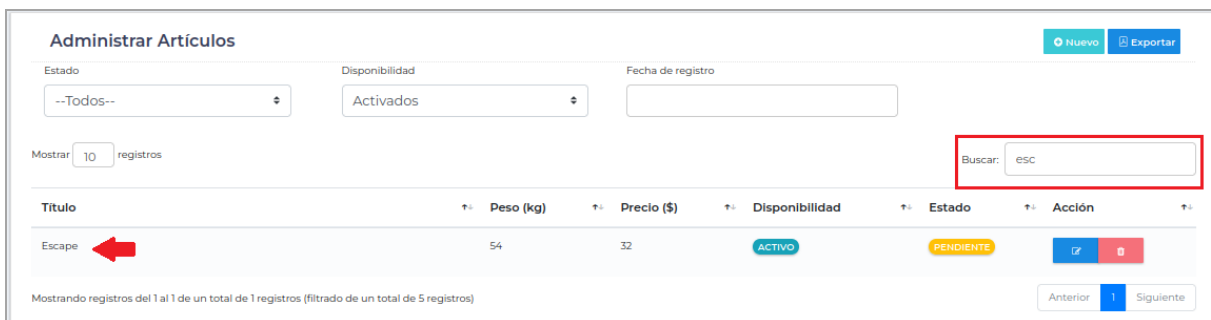 Administrar Artículos
Nuevo Exportar
Estado Disponibilidad Fecha de registro
--Todos-- Activados
Mostrar 10 registros
Buscar: esc
Título Peso (kg) Precio ($) Disponibilidad Estado Acción
Escape 54 32 ACTIVO PENDIENTE
Mostrando registros del 1 al 1 de un total de 1 registros (filtrado de un total de 5 registros)
Anterior 1 Siguiente